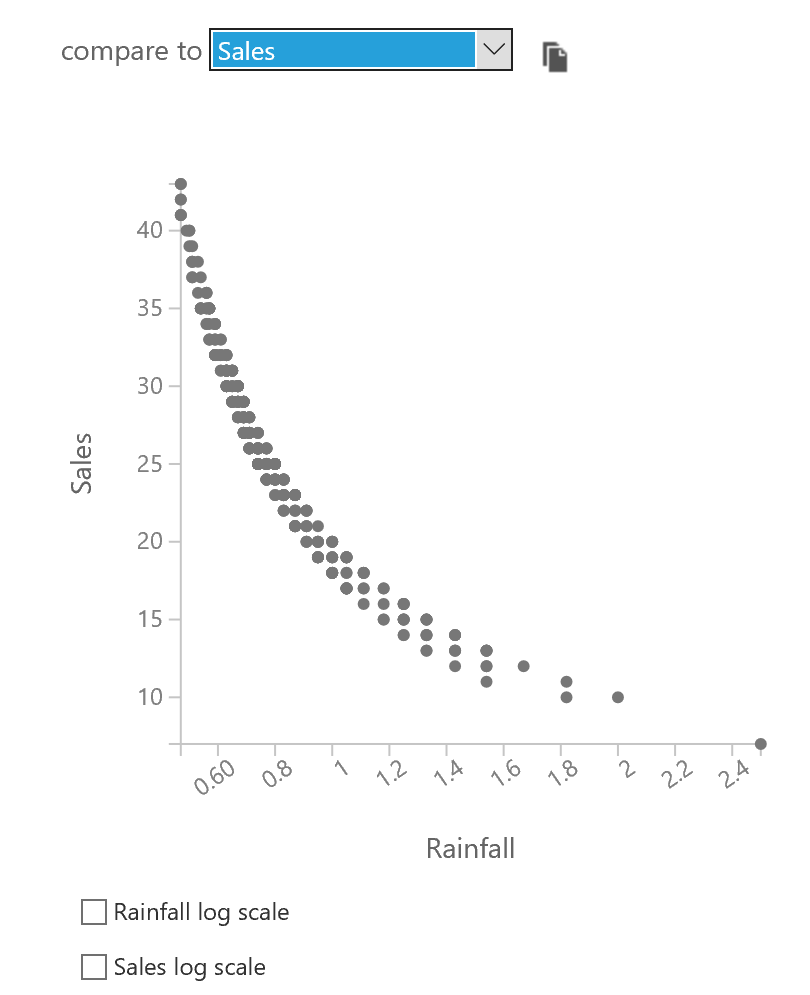 compare to Sales
40
35
30
25
20
15
10
Sales
0.60 0.8 1 1.2 1.4 1.6 1.8 2 2.2 2.4
Rainfall
Rainfall log scale
Sales log scale